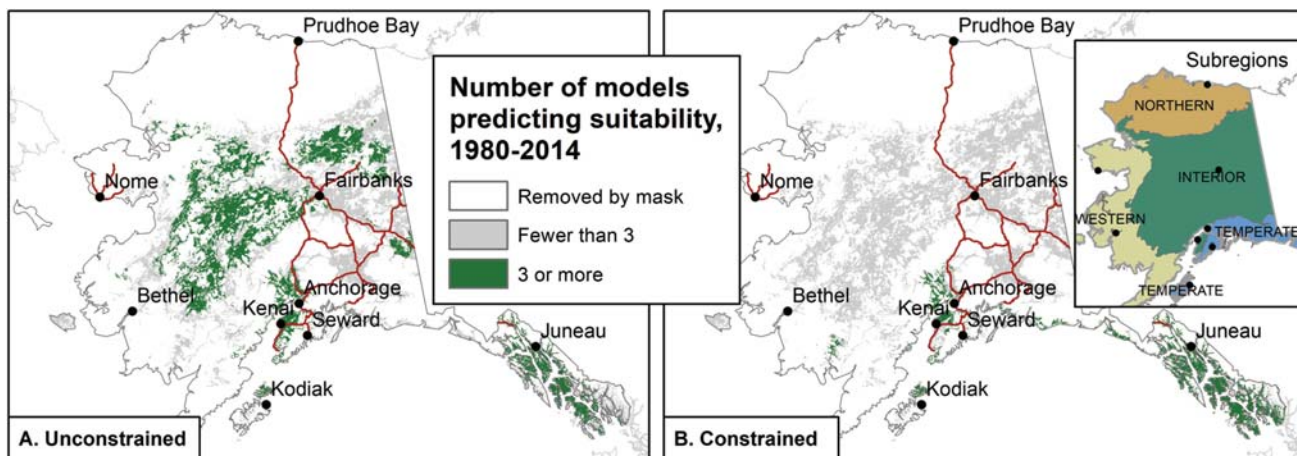 Prudhoe Bay
Nome
Fairbanks
Bethel
Anchorage
Kenai
Seward
Juneau
Kodiak
A. Unconstrained
Number of models
predicting suitability,
1980-2014
Removed by mask
Fewer than 3
3 or more
Prudhoe Bay
Nome
Fairbanks
Bethel
Anchorage
Kenai
Seward
Juneau
Kodiak
B. Constrained
Subregions
NORTHERN
INTERIOR
WESTERN
TEMPERATE
TEMPERATE